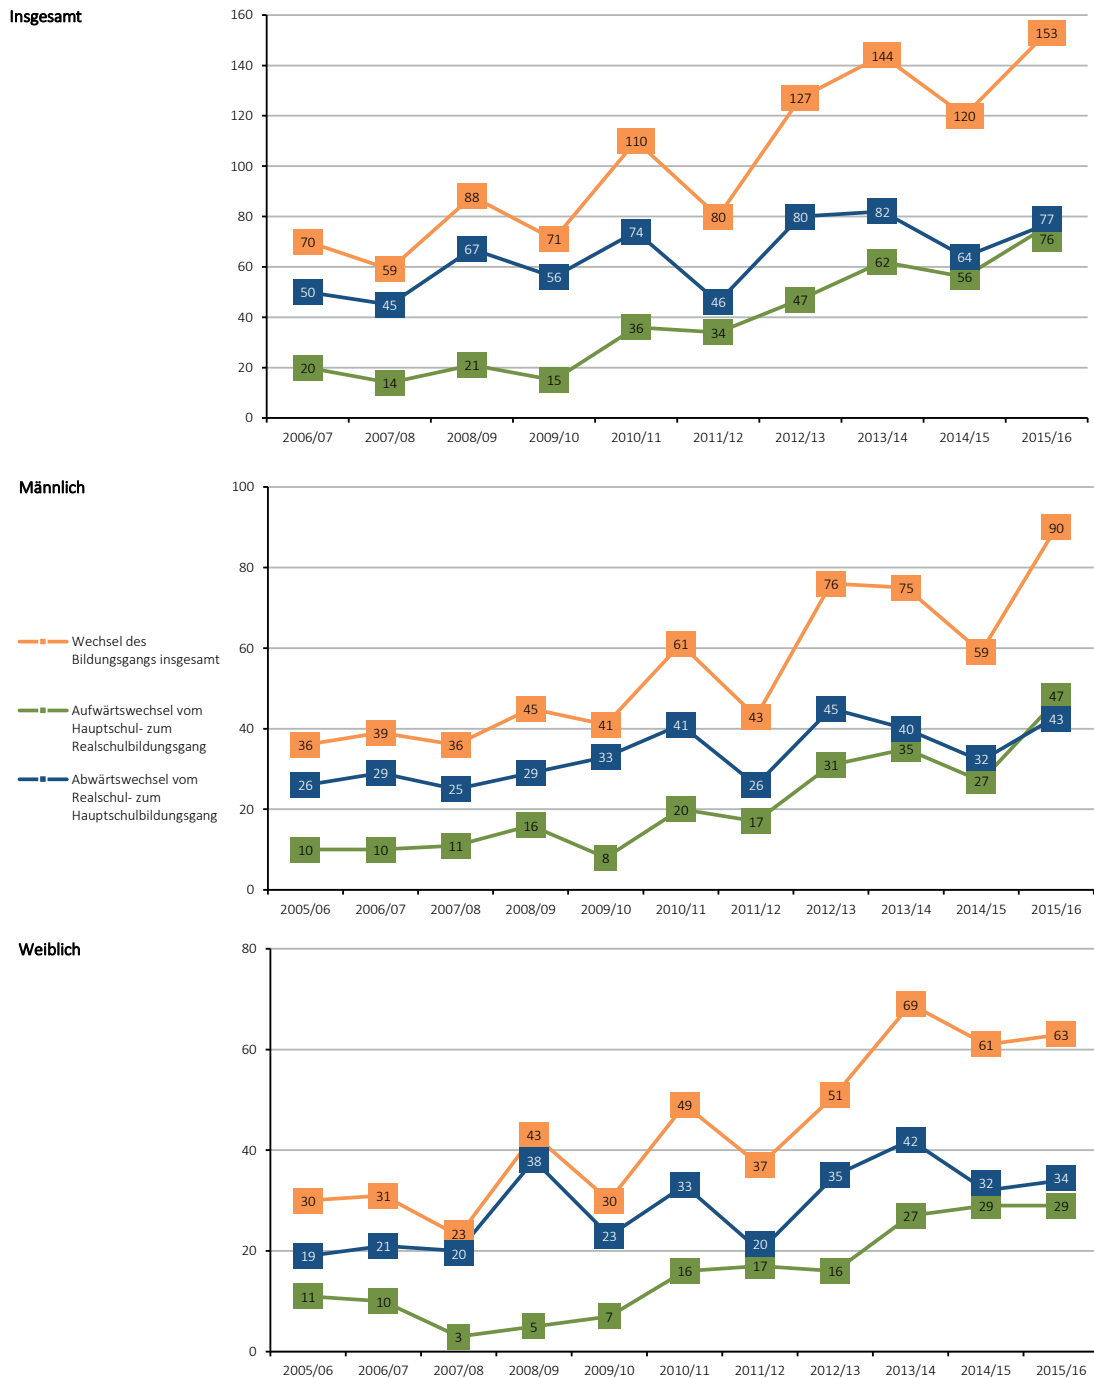 Insgesamt
160
140
120
100
80
60
40
20
0
70 59 88 71 110 80 127 144 120 153
50 45 67 56 74 46 80 82 64 77
20 14 21 15 36 34 47 62 56 76
2006/07 2007/08 2008/09 2009/10 2010/11 2011/12 2012/13 2013/14 2014/15 2015/16
Männlich
100
80
60
40
20
0
Wechsel des
Bildungsgangs insgesamt
Aufwärtswechsel vom
Hauptschul- zum
Realschulbildungsgang
Abwärtswechsel vom
Realschul- zum
Hauptschulbildungsgang
36 39 36 45 41 61 43 76 75 59 90
26 29 25 29 33 41 26 45 40 32 43
10 10 11 16 8 20 17 31 35 27 47
2005/06 2006/07 2007/08 2008/09 2009/10 2010/11 2011/12 2012/13 2013/14 2014/15 2015/16
Weiblich
80
60
40
20
0
30 31 23 43 30 49 37 51 69 61 63
19 21 20 38 23 33 20 35 42 32 34
11 10 3 5 7 16 17 16 27 29 29
2005/06 2006/07 2007/08 2008/09 2009/10 2010/11 2011/12 2012/13 2013/14 2014/15 2015/16